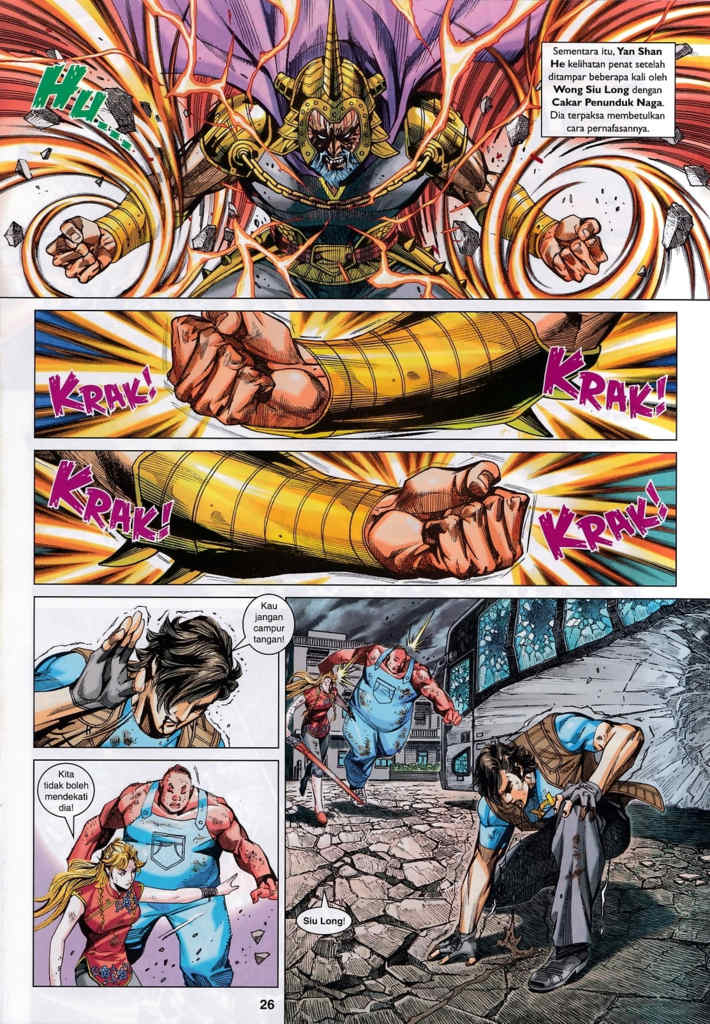 Sementara itu, Yan Shan
He kelihatan penat setelah
ditampar beberapa kali oleh
Wong Siu Long dengan
Cakar Penunduk Naga.
Dia terpaksa membetulkan
cara pernafasannya.
Hu...
KRAK!
KRAK!
KRAK!
KRAK!
Kau
jangan
campur
tangan!
Kita
tidak boleh
mendekati
dia!
Siu Long!
26